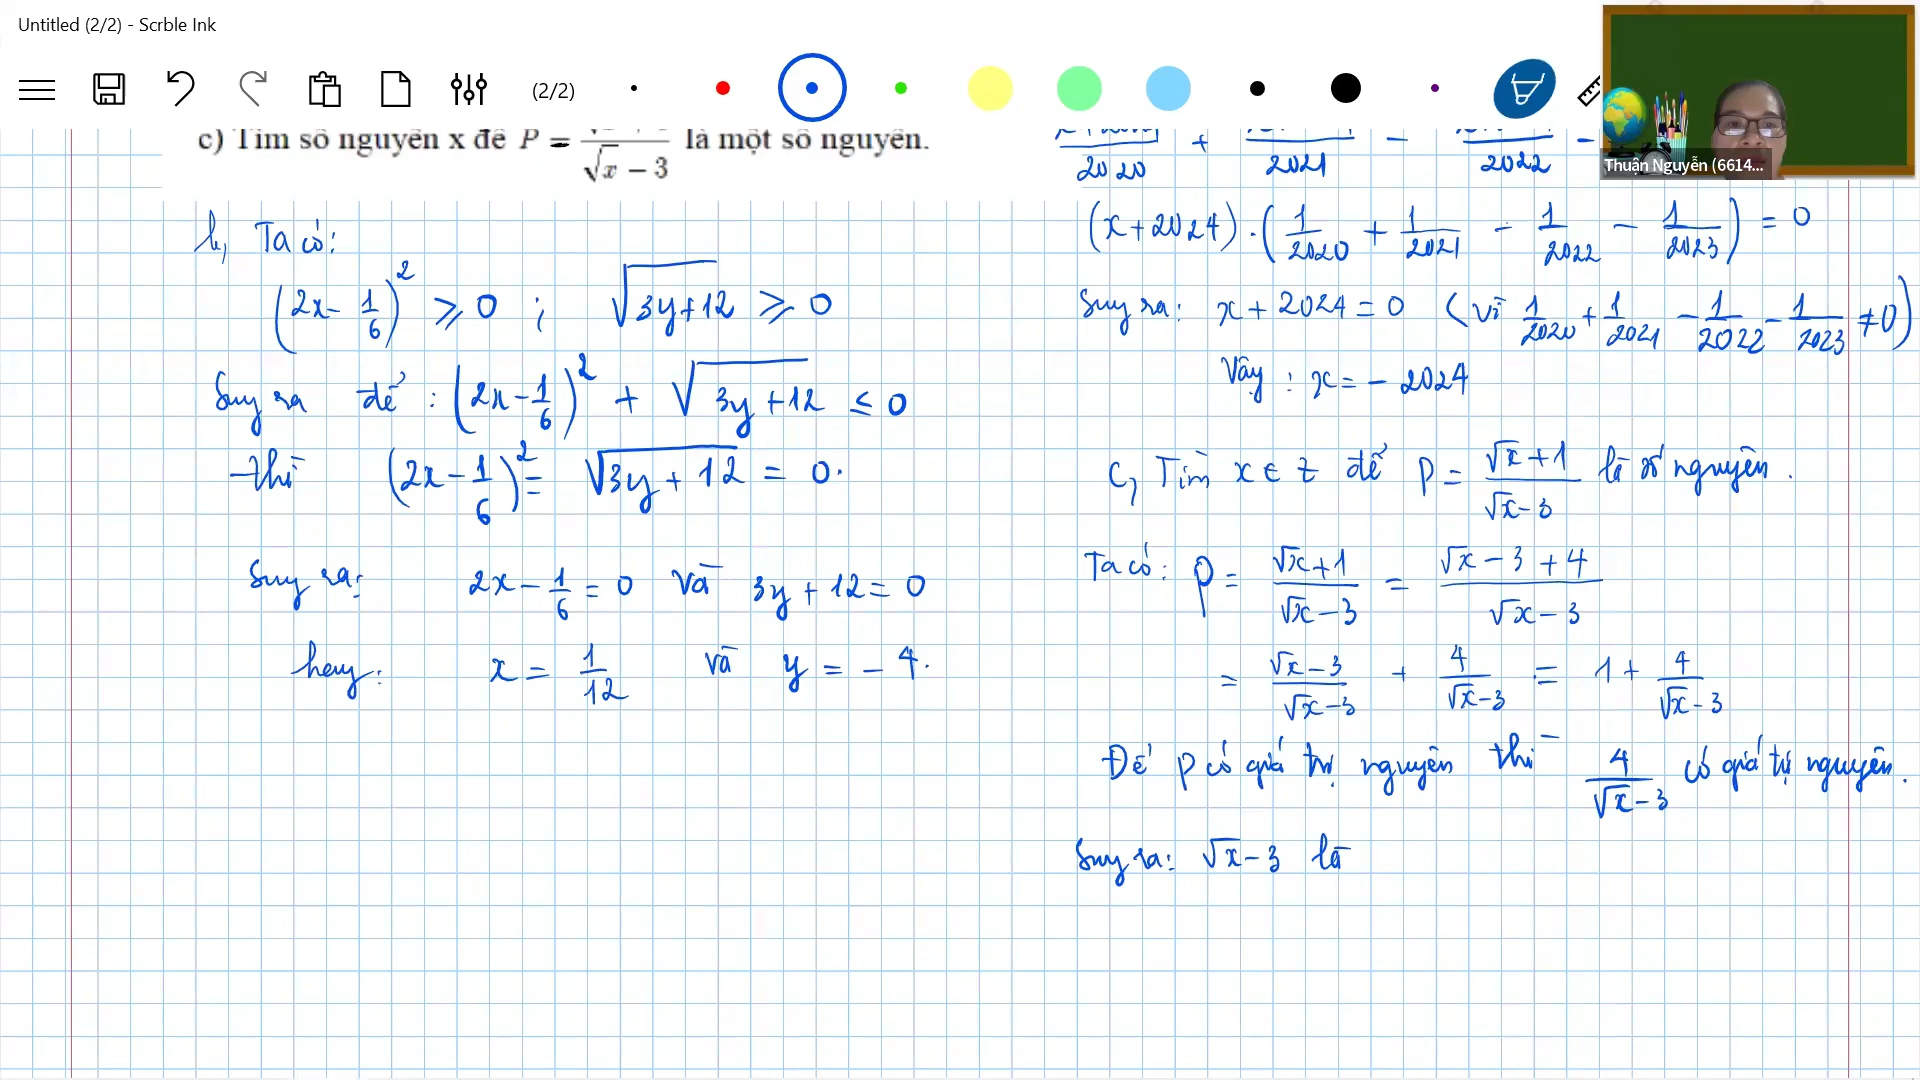 Untitled (2/2) - Scrble Ink
(2/2)
Thuận Nguyễn (6614...
c) Tìm số nguyên x để P = / (√x − 3) là một số nguyên.
b, Ta có:
(2x - 1/6)² ⩾ 0 ; √(3y+12) ⩾ 0
Suy ra để : (2x - 1/6)² + √(3y+12) ≤ 0
thì (2x - 1/6)² = √(3y+12) = 0.
Suy ra: 2x - 1/6 = 0 và 3y + 12 = 0
hay: x = 1/12 và y = - 4.
/2020 + /2021 - /2022 -
(x+2024).(1/2020 + 1/2021 - 1/2022 - 1/2023) = 0
Suy ra: x + 2024 = 0 (vì 1/2020 + 1/2021 - 1/2022 - 1/2023 ≠ 0)
Vậy : x = - 2024
C, Tìm x ∈ Z để P = (√x+1)/(√x-3) là số nguyên.
Ta có: P = (√x+1)/(√x-3) = (√x-3+4)/(√x-3)
= (√x-3)/(√x-3) + 4/(√x-3) = 1 + 4/(√x-3)
Để P có giá trị nguyên thì 4/(√x-3) có giá trị nguyên.
Suy ra: √x-3 là